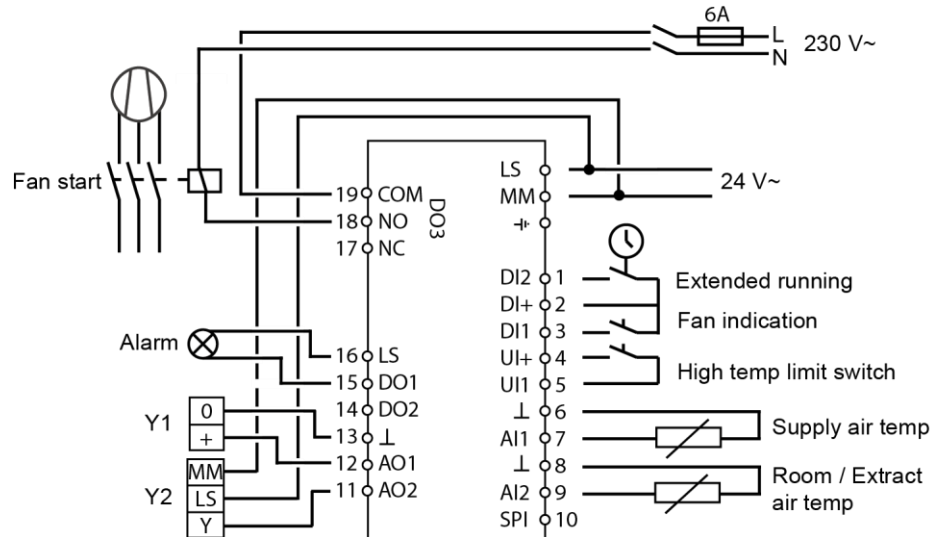 6A
L
N
230 V~
Fan start
LS
MM
24 V~
19 COM
18 NO
17 NC
DO3
DI2 1
DI+ 2
DI1 3
UI+ 4
UI1 5
⊥ 6
AI1 7
⊥ 8
AI2 9
SPI 10
Extended running
Fan indication
High temp limit switch
Supply air temp
Room / Extract
air temp
Alarm
16 LS
15 DO1
14 DO2
13 ⊥
12 AO1
11 AO2
Y1
0
+
Y2
MM
LS
Y